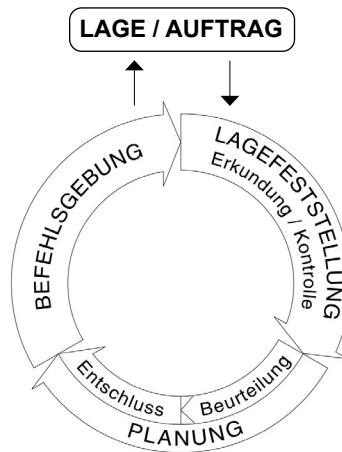 LAGE / AUFTRAG
LAGEFESTSTELLUNG
Erkundung / Kontrolle
Beurteilung
Entschluss
PLANUNG
BEFEHLSGEBUNG